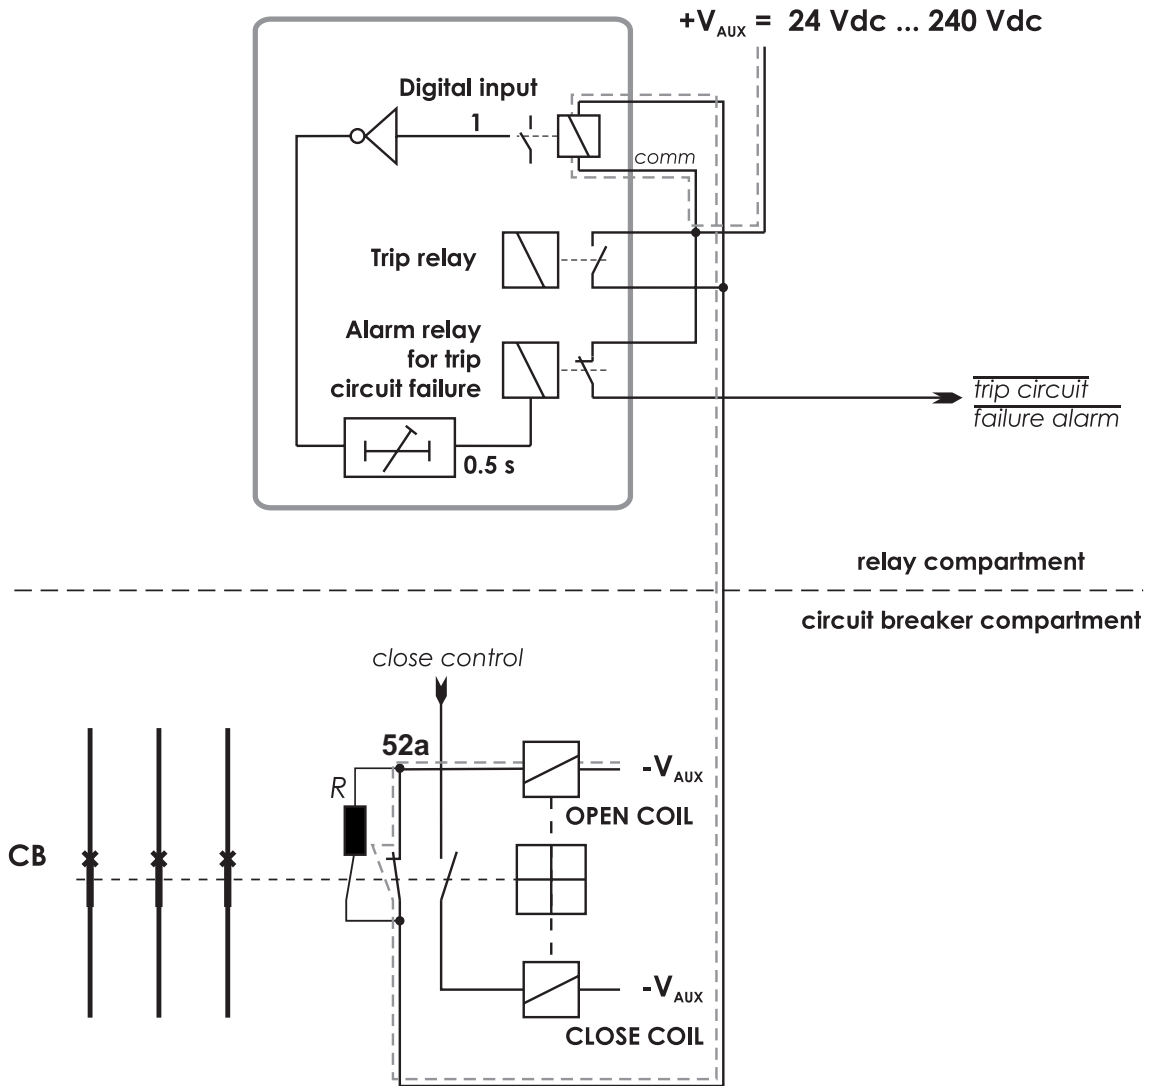 +VAUX = 24 Vdc ... 240 Vdc
Digital input
1
comm
Trip relay
Alarm relay
for trip
circuit failure
0.5 s
trip circuit
failure alarm
relay compartment
circuit breaker compartment
close control
52a
R
-VAUX
OPEN COIL
CB
-VAUX
CLOSE COIL